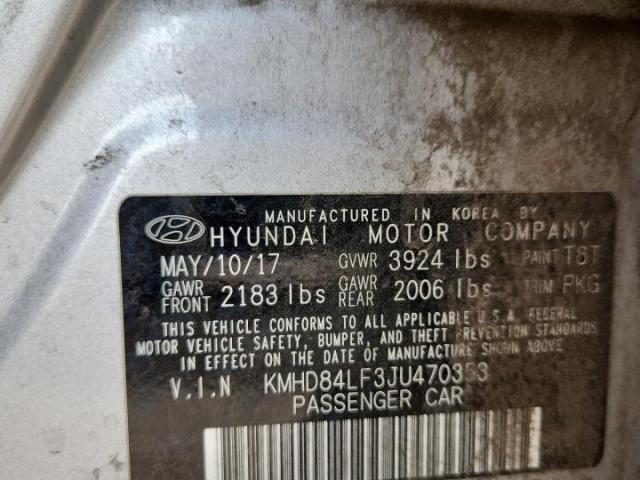 MANUFACTURED IN KOREA BY
HYUNDAI MOTOR COMPANY
MAY/10/17 GVWR 3924 lbs PAINT T8T
GAWR FRONT 2183 lbs GAWR REAR 2006 lbs TRIM PKG
THIS VEHICLE CONFORMS TO ALL APPLICABLE U.S.A. FEDERAL
MOTOR VEHICLE SAFETY, BUMPER, AND THEFT PREVENTION STANDARDS
IN EFFECT ON THE DATE OF MANUFACTURE SHOWN ABOVE.
V.I.N KMHD84LF3JU470353
PASSENGER CAR